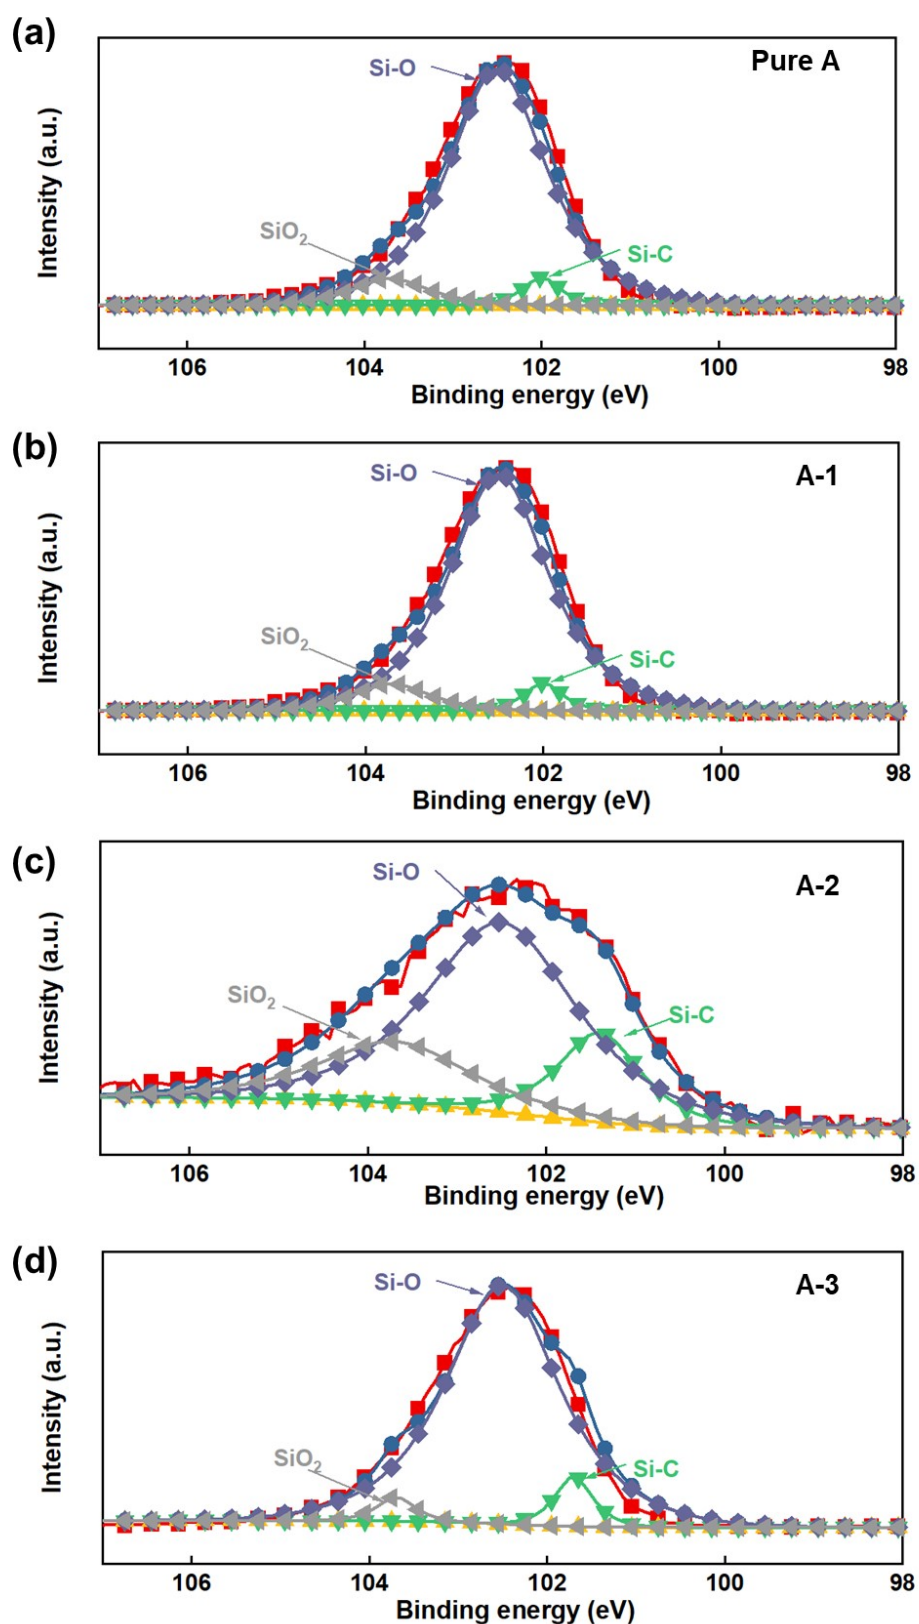 (a)
Pure A
Si-O
SiO₂
Si-C
Intensity (a.u.)
106 104 102 100 98
Binding energy (eV)
(b)
A-1
Si-O
SiO₂
Si-C
Intensity (a.u.)
106 104 102 100 98
Binding energy (eV)
(c)
A-2
Si-O
SiO₂
Si-C
Intensity (a.u.)
106 104 102 100 98
Binding energy (eV)
(d)
A-3
Si-O
SiO₂
Si-C
Intensity (a.u.)
106 104 102 100 98
Binding energy (eV)